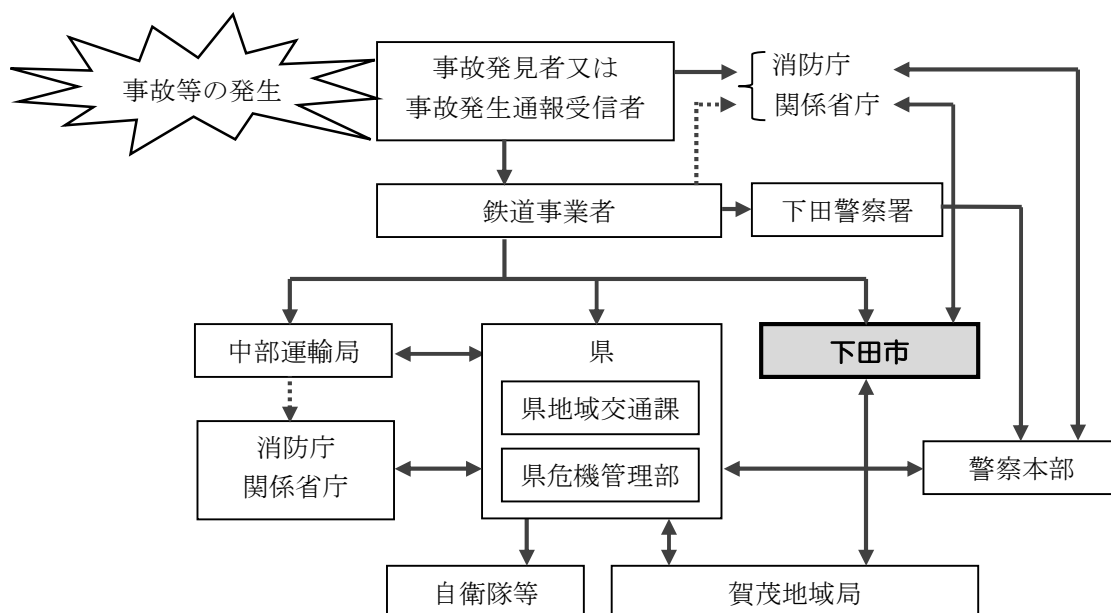 事故等の発生
事故発見者又は
事故発生通報受信者
消防庁
関係省庁
鉄道事業者
下田警察署
中部運輸局
県
下田市
県地域交通課
消防庁
関係省庁
県危機管理部
警察本部
自衛隊等
賀茂地域局